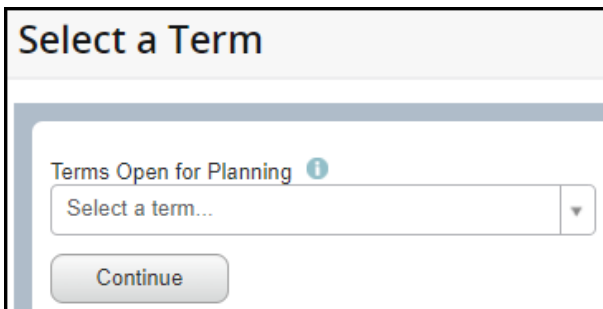 Select a Term
Terms Open for Planning
Select a term...
Continue